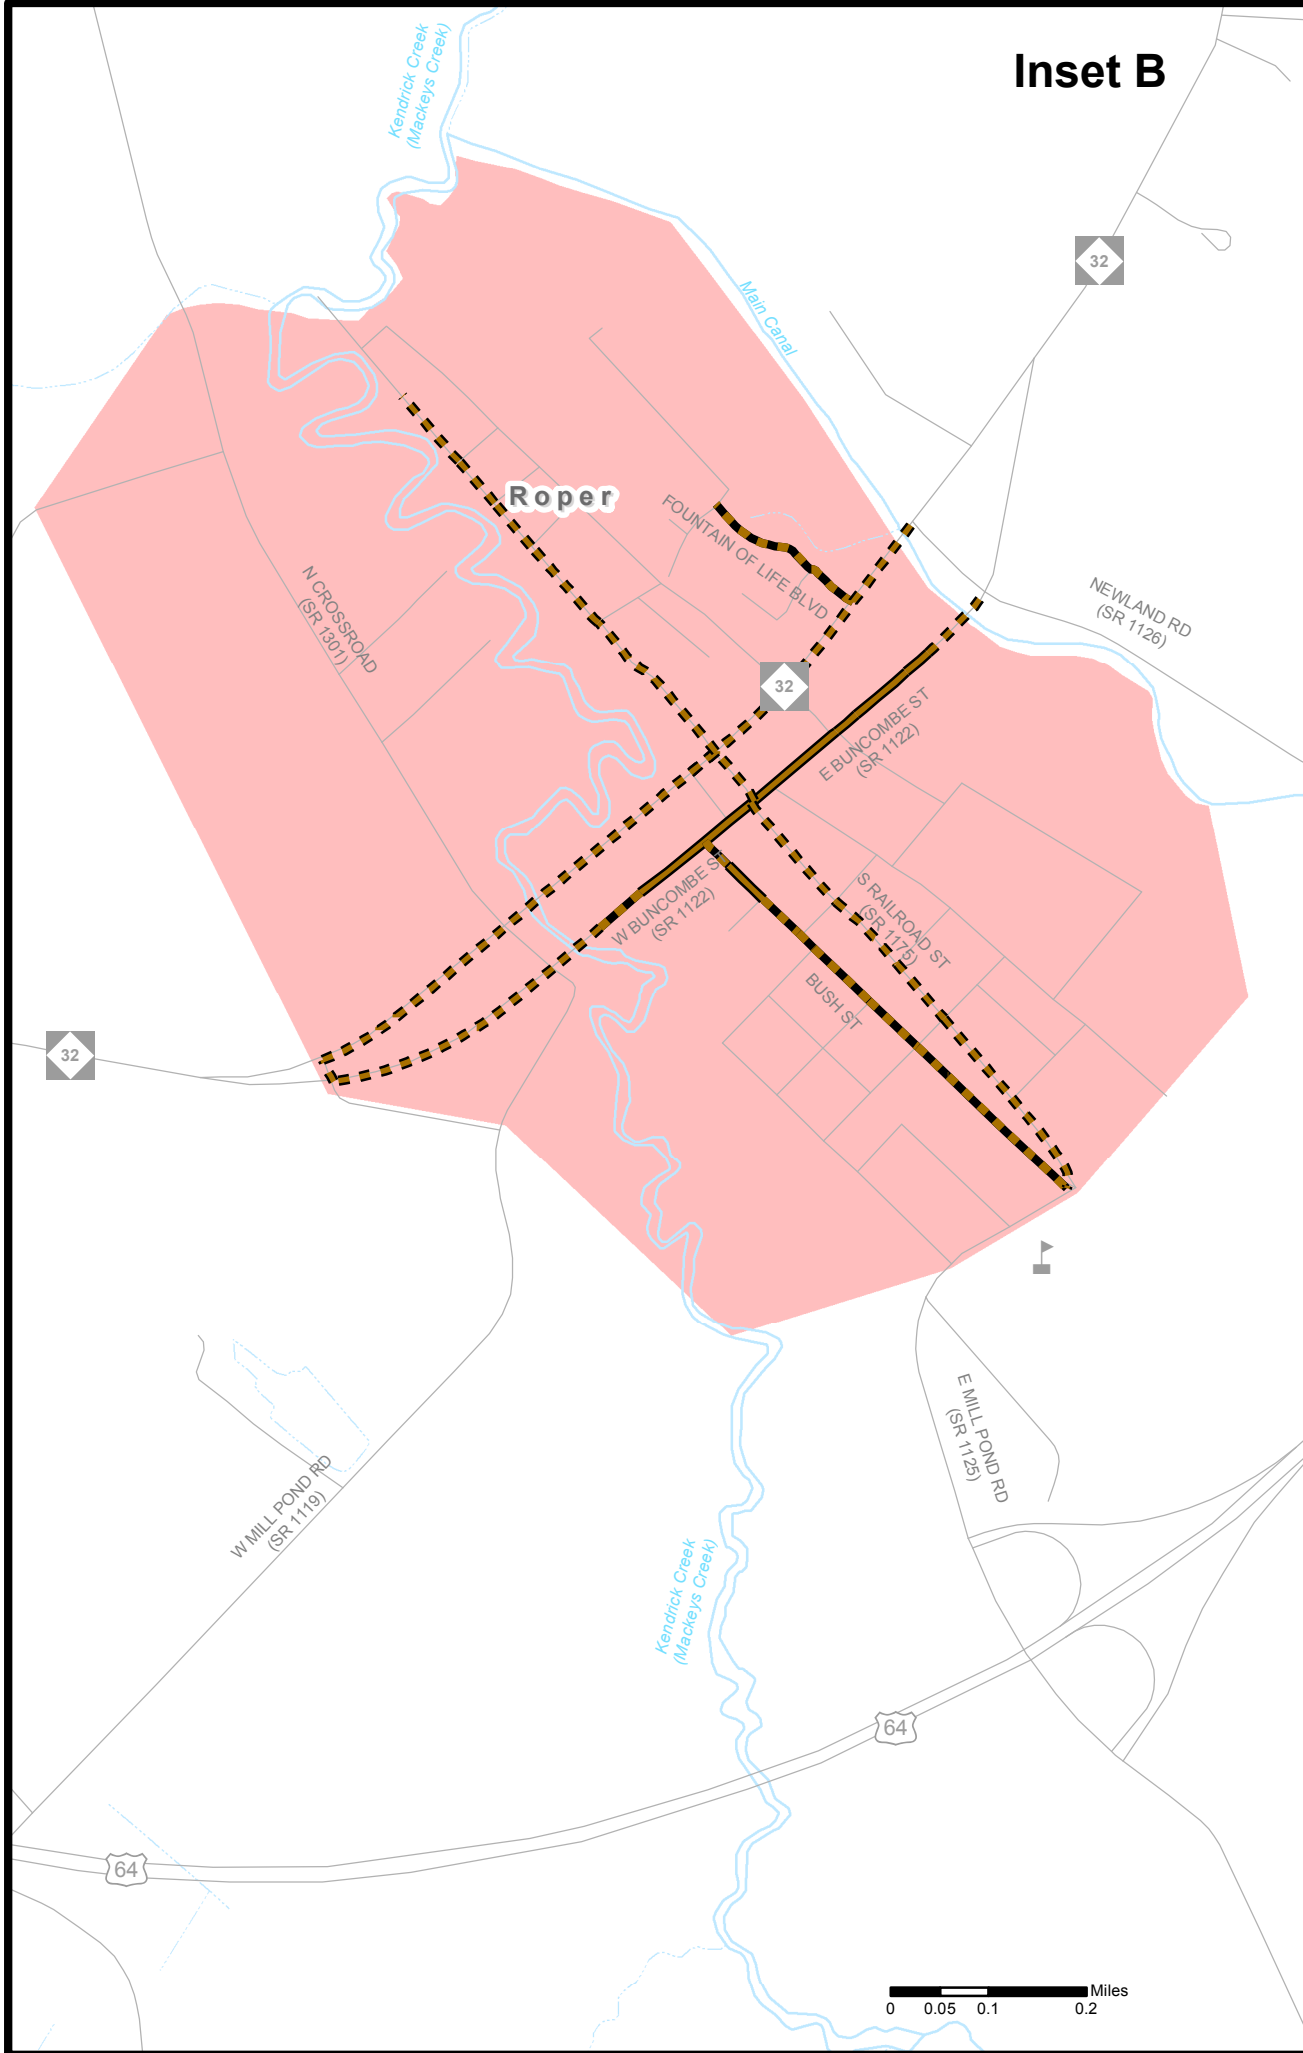 Inset B
Kendrick Creek
(Mackeys Creek)
32
Main Canal
Roper
FOUNTAIN OF LIFE BLVD
N CROSSROAD
(SR 1301)
NEWLAND RD
(SR 1126)
32
E BUNCOMBE ST
(SR 1122)
W BUNCOMBE ST
(SR 1122)
S RAILROAD ST
(SR 1175)
BUSH ST
32
E MILL POND RD
(SR 1125)
W MILL POND RD
(SR 1119)
Kendrick Creek
(Mackeys Creek)
64
64
Miles
0 0.05 0.1 0.2